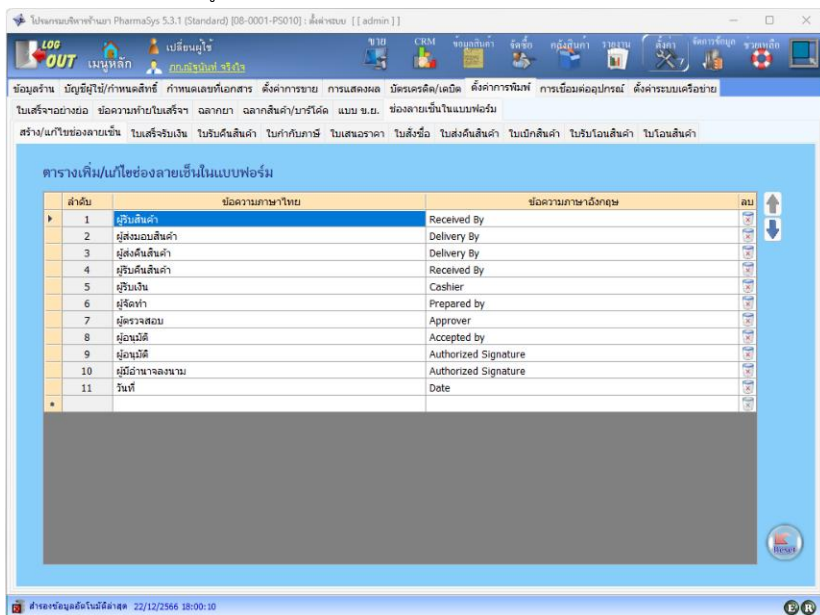 โปรแกรมบริหารร้านยา PharmaSys 5.3.1 (Standard) [08-0001-PS010] : ตั้งค่าระบบ [ [ admin ] ]
LOG OUT เมนูหลัก เปลี่ยนผู้ใช้ ขาย CRM ข้อมูลสินค้า จัดซื้อ คลังสินค้า รายงาน ตั้งค่า จัดการข้อมูล ช่วยเหลือ
ข้อมูลร้าน บัญชีผู้ใช้/กำหนดสิทธิ์ กำหนดเลขที่เอกสาร ตั้งค่าการขาย การแสดงผล บัตรเครดิต/เดบิต ตั้งค่าการพิมพ์ การเชื่อมต่ออุปกรณ์ ตั้งค่าระบบเครือข่าย
ใบเสร็จฯอย่างย่อ ข้อความท้ายใบเสร็จฯ ฉลากยา ฉลากสินค้า/บาร์โค้ด แบบ ข.ย. ช่องลายเซ็นในแบบฟอร์ม
สร้าง/แก้ไขช่องลายเซ็น ใบเสร็จรับเงิน ใบรับคืนสินค้า ใบกำกับภาษี ใบเสนอราคา ใบสั่งซื้อ ใบส่งคืนสินค้า ใบเบิกสินค้า ใบรับโอนสินค้า ใบโอนสินค้า
ตารางเพิ่ม/แก้ไขช่องลายเซ็นในแบบฟอร์ม
ลำดับ ข้อความภาษาไทย ข้อความภาษาอังกฤษ ลบ
1 ผู้รับสินค้า Received By
2 ผู้ส่งมอบสินค้า Delivery By
3 ผู้ส่งคืนสินค้า Delivery By
4 ผู้รับคืนสินค้า Received By
5 ผู้รับเงิน Cashier
6 ผู้จัดทำ Prepared by
7 ผู้ตรวจสอบ Approver
8 ผู้อนุมัติ Accepted by
9 ผู้อนุมัติ Authorized Signature
10 ผู้มีอำนาจลงนาม Authorized Signature
11 วันที่ Date
Reset
สำรองข้อมูลอัตโนมัติล่าสุด 22/12/2566 18:00:10 E R